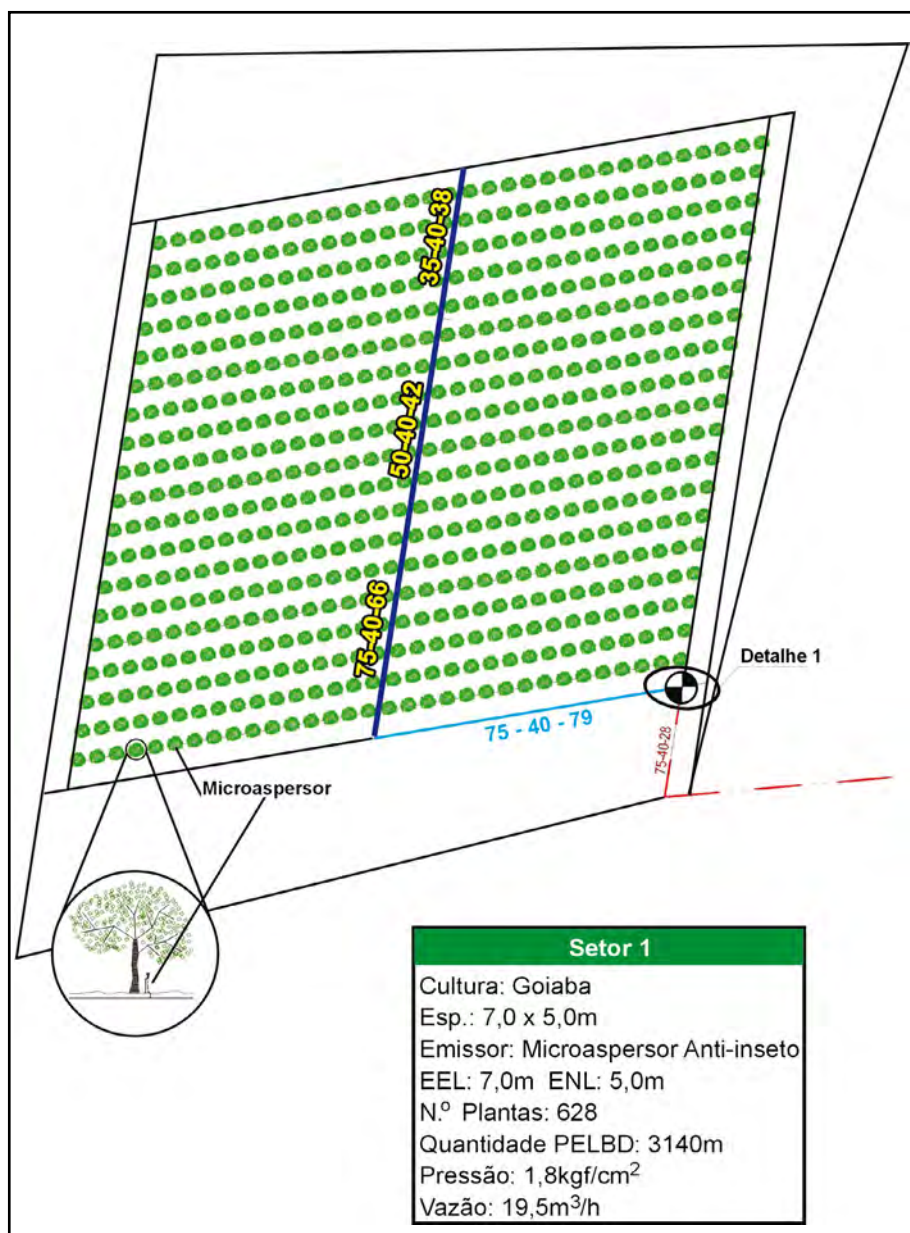 35-40-38
50-40-42
75-40-66
Detalhe 1
75 - 40 - 79
75-40-28
Microaspersor
Setor 1
Cultura: Goiaba
Esp.: 7,0 x 5,0m
Emissor: Microaspersor Anti-inseto
EEL: 7,0m ENL: 5,0m
N.º Plantas: 628
Quantidade PELBD: 3140m
Pressão: 1,8kgf/cm²
Vazão: 19,5m³/h